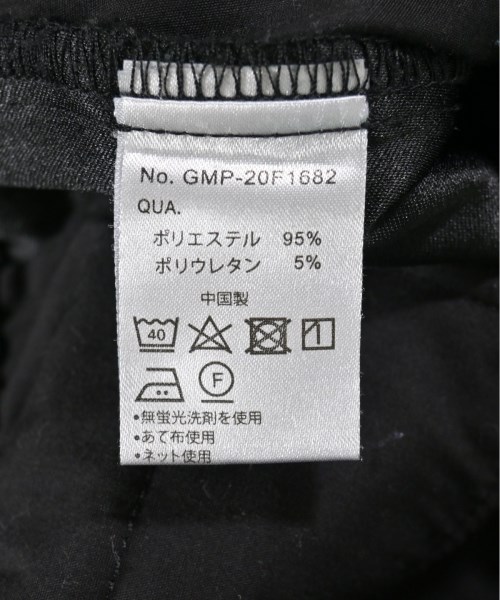 No. GMP-20F1682
QUA.
ポリエステル 95%
ポリウレタン 5%
中国製
40
F
•無蛍光洗剤を使用
•あて布使用
•ネット使用